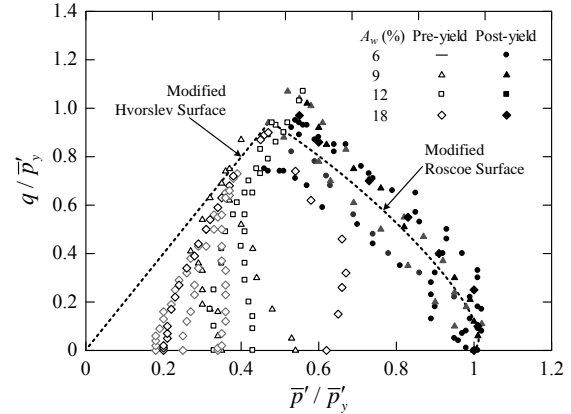 1.4
1.2
1.0
0.8
0.6
0.4
0.2
0
q / p̅′y
A_w (%) Pre-yield Post-yield
6
9
12
18
Modified
Hvorslev Surface
Modified
Roscoe Surface
0 0.2 0.4 0.6 0.8 1 1.2
p̅′ / p̅′y